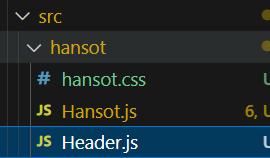 src
hansot
# hansot.css U
JS Hansot.js 6, U
JS Header.js U